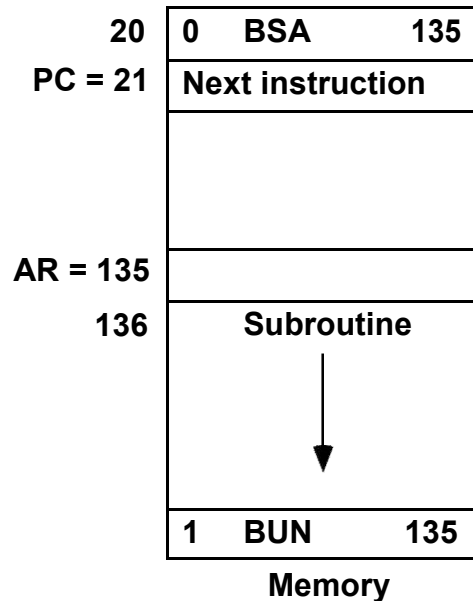 20 0 BSA 135
PC = 21 Next instruction
AR = 135
136 Subroutine
1 BUN 135
Memory